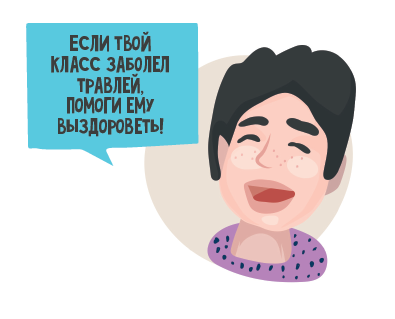 ЕСЛИ ТВОЙ
КЛАСС ЗАБОЛЕЛ
ТРАВЛЕЙ,
ПОМОГИ ЕМУ
ВЫЗДОРОВЕТЬ!